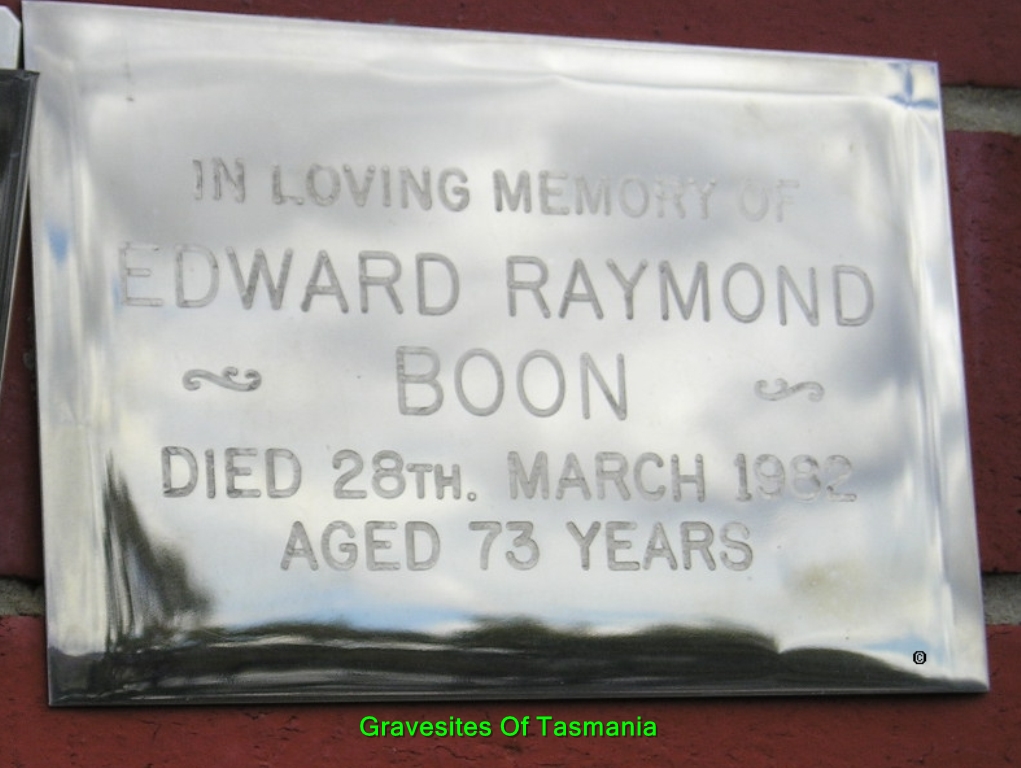 IN LOVING MEMORY OF
EDWARD RAYMOND
BOON
DIED 28TH. MARCH 1982
AGED 73 YEARS
©
Gravesites Of Tasmania